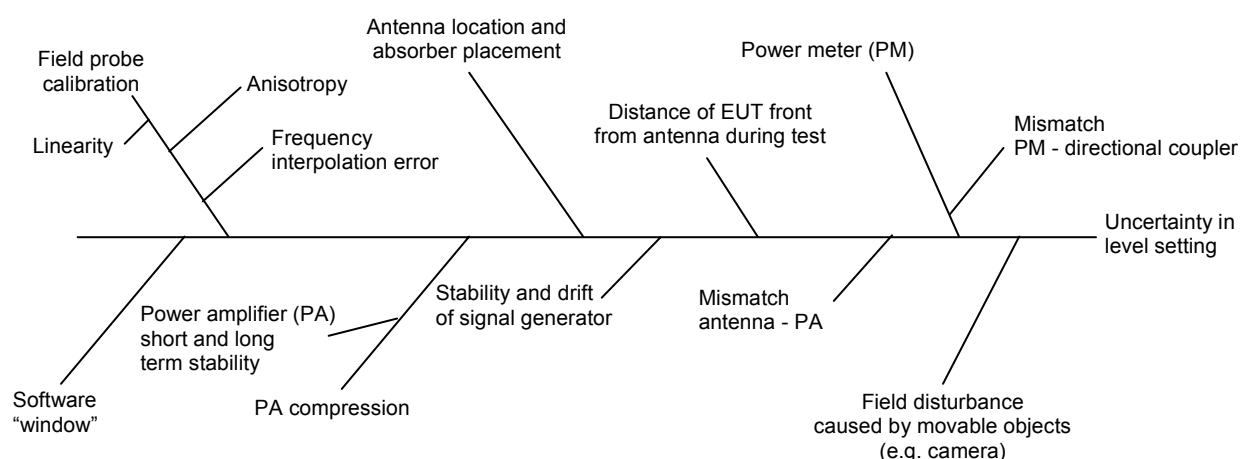 Antenna location and
absorber placement
Power meter (PM)
Field probe
calibration
Anisotropy
Distance of EUT front
from antenna during test
Mismatch
PM - directional coupler
Linearity
Frequency
interpolation error
Uncertainty in
level setting
Stability and drift
of signal generator
Mismatch
antenna - PA
Power amplifier (PA)
short and long
term stability
Software
“window”
PA compression
Field disturbance
caused by movable objects
(e.g. camera)